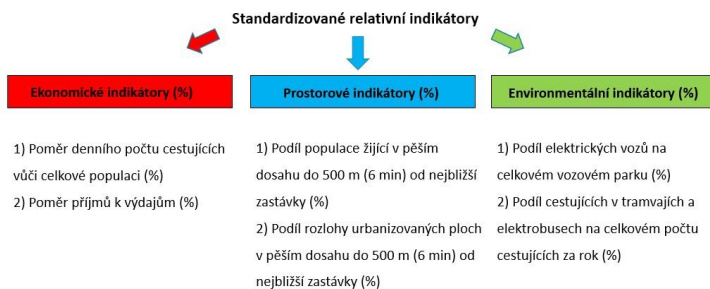 Standardizované relativní indikátory
Ekonomické indikátory (%)
1) Poměr denního počtu cestujících
vůči celkové populaci (%)
2) Poměr příjmů k výdajům (%)
Prostorové indikátory (%)
1) Podíl populace žijící v pěším
dosahu do 500 m (6 min) od nejbližší
zastávky (%)
2) Podíl rozlohy urbanizovaných ploch
v pěším dosahu do 500 m (6 min) od
nejbližší zastávky (%)
Environmentální indikátory (%)
1) Podíl elektrických vozů na
celkovém vozovém parku (%)
2) Podíl cestujících v tramvajích a
elektrobusech na celkovém počtu
cestujících za rok (%)